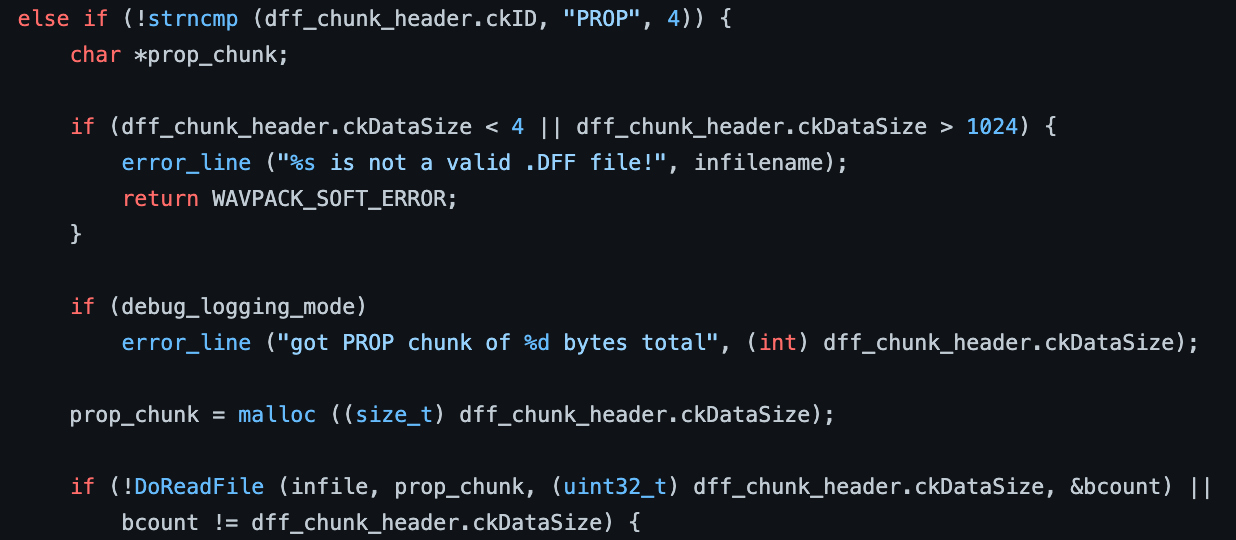 else if (!strncmp (dff_chunk_header.ckID, "PROP", 4)) {
    char *prop_chunk;

    if (dff_chunk_header.ckDataSize < 4 || dff_chunk_header.ckDataSize > 1024) {
        error_line ("%s is not a valid .DFF file!", infilename);
        return WAVPACK_SOFT_ERROR;
    }

    if (debug_logging_mode)
        error_line ("got PROP chunk of %d bytes total", (int) dff_chunk_header.ckDataSize);

    prop_chunk = malloc ((size_t) dff_chunk_header.ckDataSize);

    if (!DoReadFile (infile, prop_chunk, (uint32_t) dff_chunk_header.ckDataSize, &bcount) ||
        bcount != dff_chunk_header.ckDataSize) {